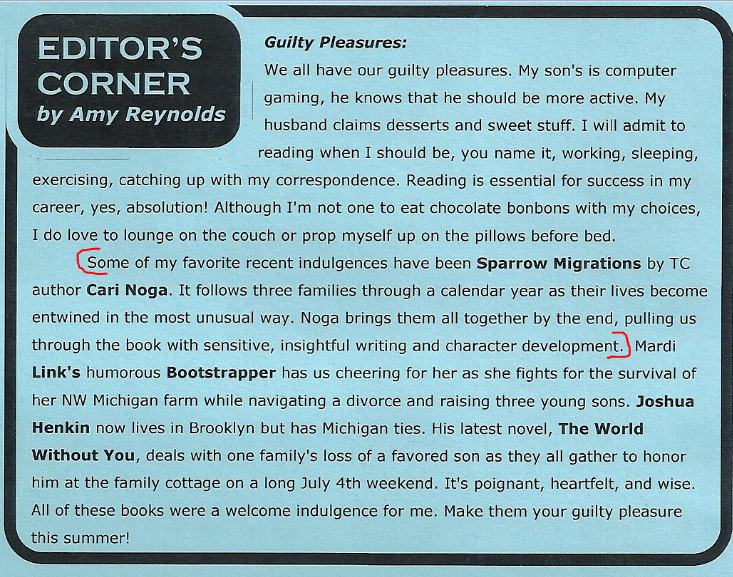 EDITOR'S
CORNER
by Amy Reynolds
Guilty Pleasures:
We all have our guilty pleasures. My son's is computer
gaming, he knows that he should be more active. My
husband claims desserts and sweet stuff. I will admit to
reading when I should be, you name it, working, sleeping,
exercising, catching up with my correspondence. Reading is essential for success in my
career, yes, absolution! Although I'm not one to eat chocolate bonbons with my choices,
I do love to lounge on the couch or prop myself up on the pillows before bed.
Some of my favorite recent indulgences have been Sparrow Migrations by TC
author Cari Noga. It follows three families through a calendar year as their lives become
entwined in the most unusual way. Noga brings them all together by the end, pulling us
through the book with sensitive, insightful writing and character development. Mardi
Link's humorous Bootstrapper has us cheering for her as she fights for the survival of
her NW Michigan farm while navigating a divorce and raising three young sons. Joshua
Henkin now lives in Brooklyn but has Michigan ties. His latest novel, The World
Without You, deals with one family's loss of a favored son as they all gather to honor
him at the family cottage on a long July 4th weekend. It's poignant, heartfelt, and wise.
All of these books were a welcome indulgence for me. Make them your guilty pleasure
this summer!